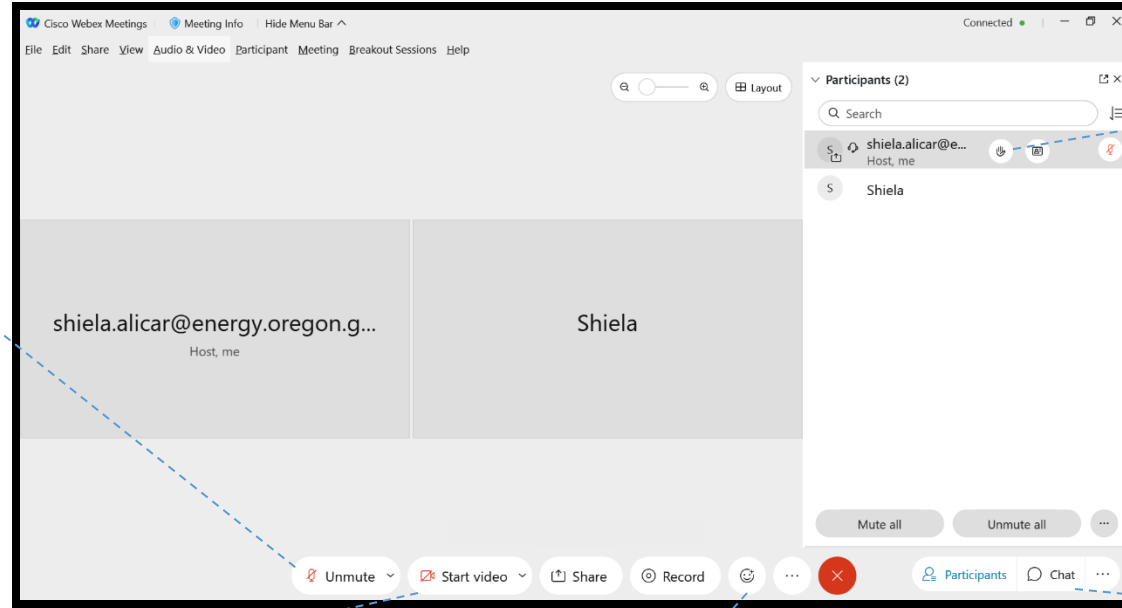 Cisco Webex Meetings Meeting Info Hide Menu Bar Connected
File Edit Share View Audio & Video Participant Meeting Breakout Sessions Help
Layout
Participants (2)
Search
S shiela.alicar@e...
Host, me
S Shiela
shiela.alicar@energy.oregon.g...
Host, me
Shiela
Mute all Unmute all ...
Unmute Start video Share Record ... Participants Chat ...